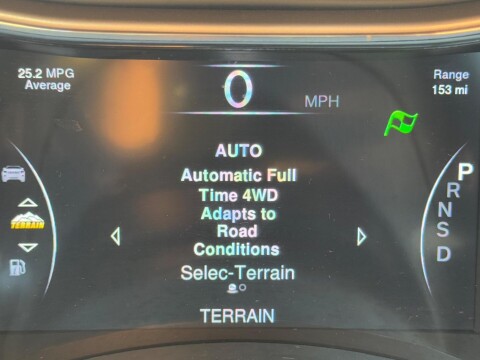 25.2 MPG
Average
0
MPH
Range
153 mi
AUTO
Automatic Full
Time 4WD
Adapts to
Road
Conditions
Selec-Terrain
TERRAIN
TERRAIN
P
R
N
S
D